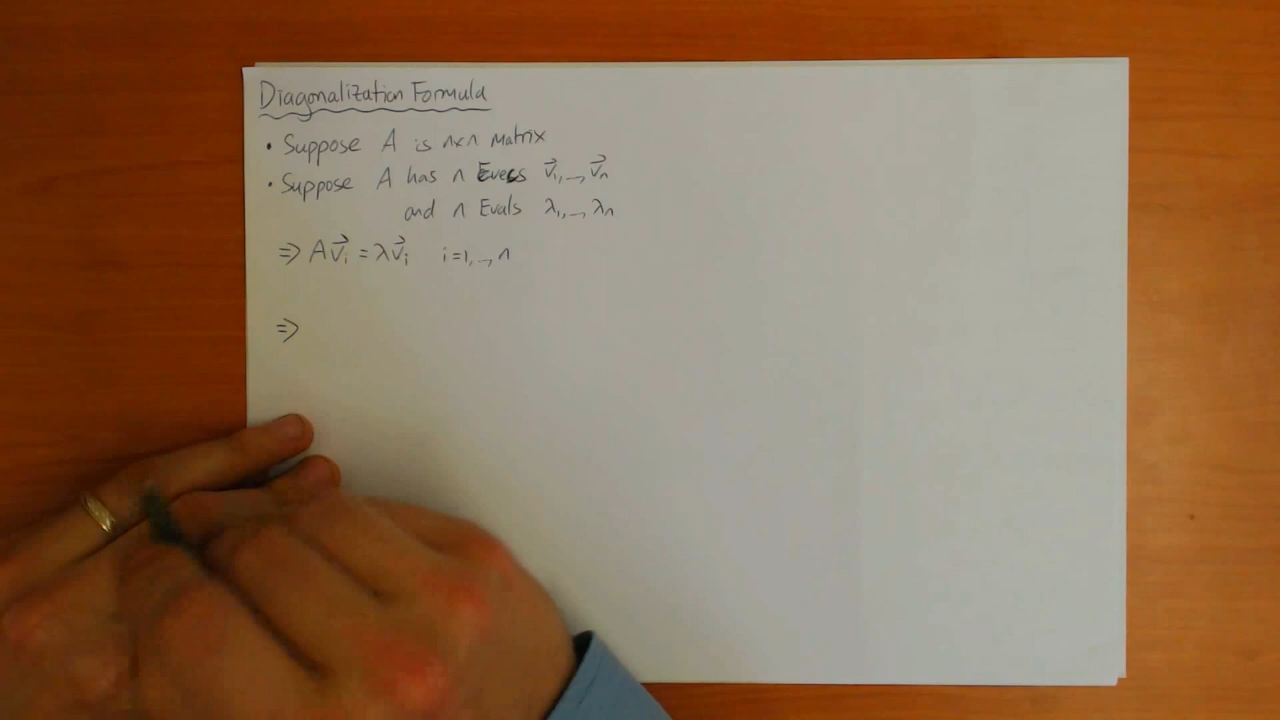 Diagonalization Formula
• Suppose A is n×n matrix
• Suppose A has n Evecs v⃗₁,..,v⃗ₙ
and n Evals λ₁,..,λₙ
⇒ Av⃗ᵢ = λv⃗ᵢ i=1,..,n
⇒